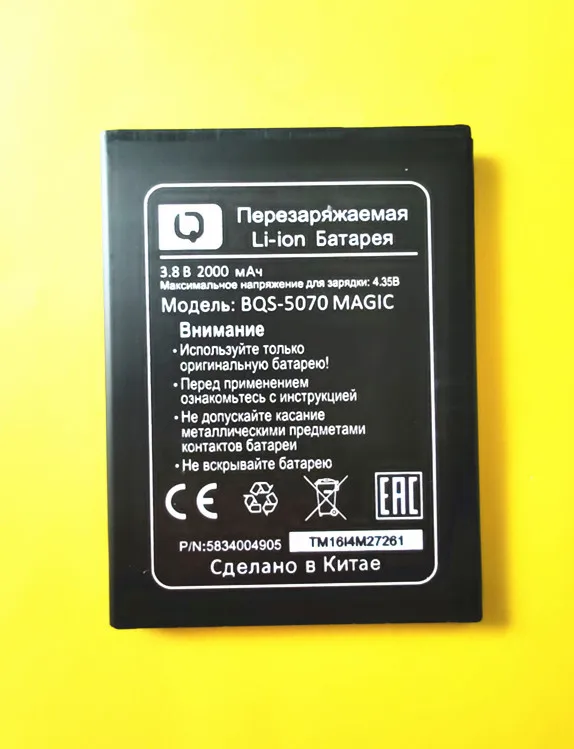 Перезаряжаемая
Li-ion Батарея
3.8 В 2000 мАч
Максимальное напряжение для зарядки: 4.35В
Модель: BQS-5070 MAGIC
Внимание
• Используйте только
оригинальную батарею!
• Перед применением
ознакомьтесь с инструкцией
• Не допускайте касание
металлическими предметами
контактов батареи
• Не вскрывайте батарею
CE EAC
P/N:5834004905 TM16I4M27261
Сделано в Китае